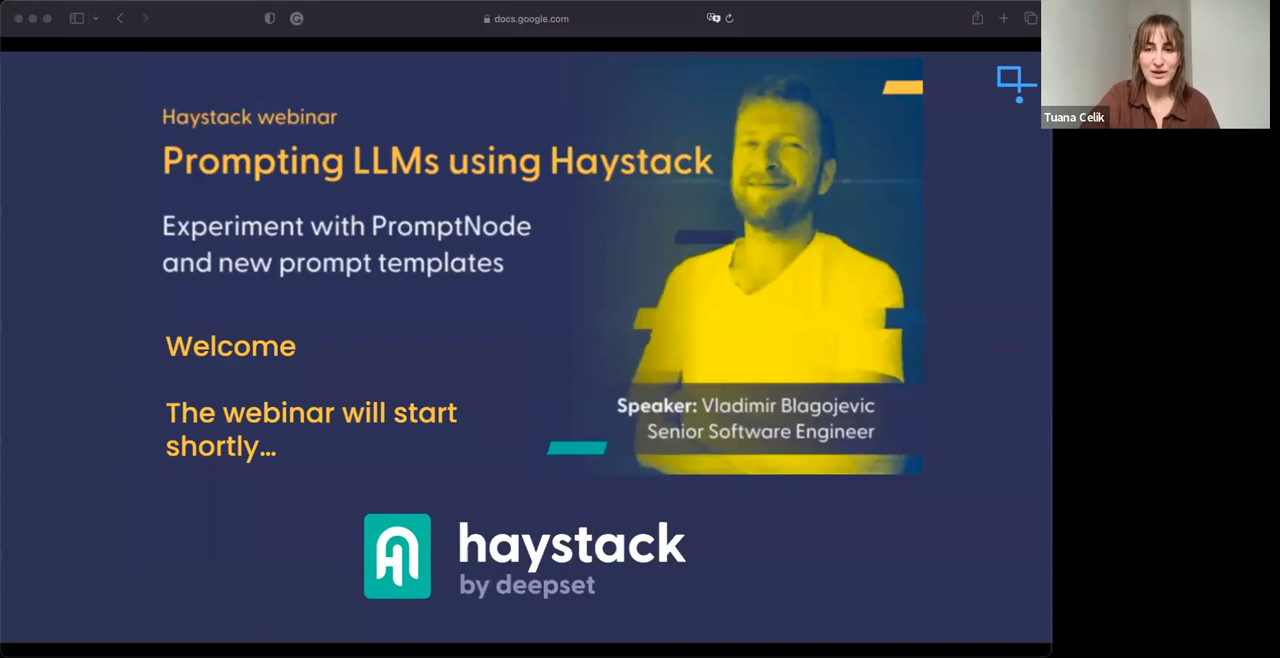 docs.google.com
Haystack webinar
Prompting LLMs using Haystack
Experiment with PromptNode
and new prompt templates
Welcome
The webinar will start
shortly...
Speaker: Vladimir Blagojevic
Senior Software Engineer
haystack
by deepset
Tuana Celik